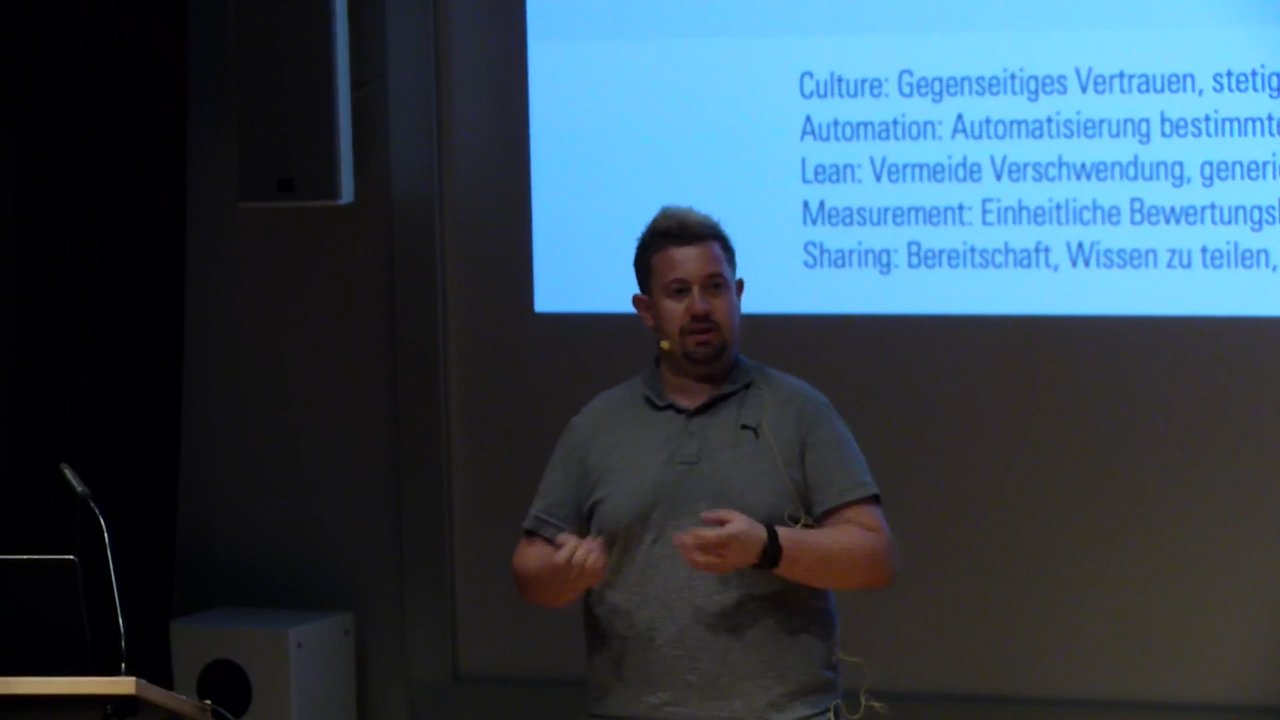 Culture: Gegenseitiges Vertrauen, stetig
Automation: Automatisierung bestimmte
Lean: Vermeide Verschwendung, generi
Measurement: Einheitliche Bewertungs
Sharing: Bereitschaft, Wissen zu teilen,